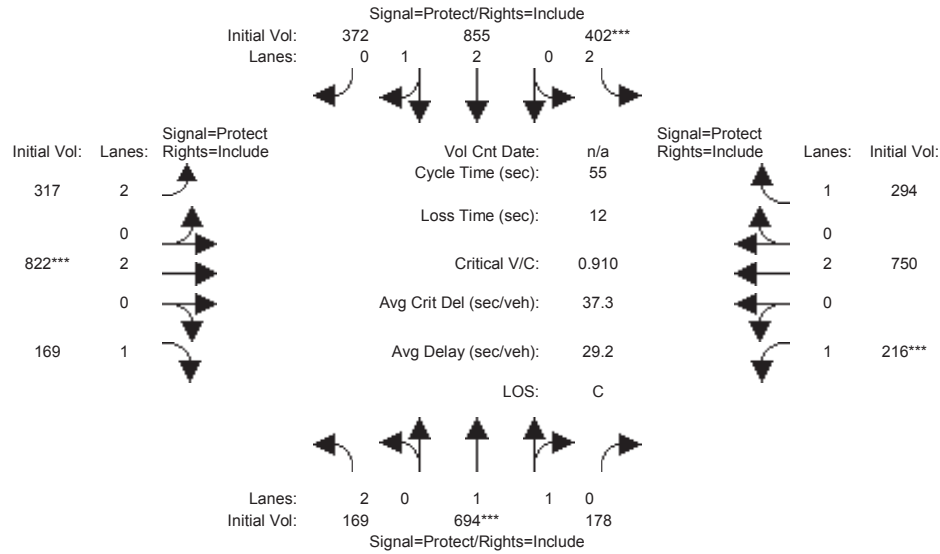 Signal=Protect/Rights=Include
Initial Vol: 372 855 402***
Lanes: 0 1 2 0 2
Signal=Protect
Initial Vol: Lanes: Rights=Include
Vol Cnt Date: n/a
Signal=Protect
Rights=Include Lanes: Initial Vol:
Cycle Time (sec): 55
317 2
1 294
Loss Time (sec): 12
0
0
822*** 2
Critical V/C: 0.910
2 750
0
Avg Crit Del (sec/veh): 37.3
0
169 1
Avg Delay (sec/veh): 29.2
1 216***
LOS: C
Lanes: 2 0 1 1 0
Initial Vol: 169 694*** 178
Signal=Protect/Rights=Include